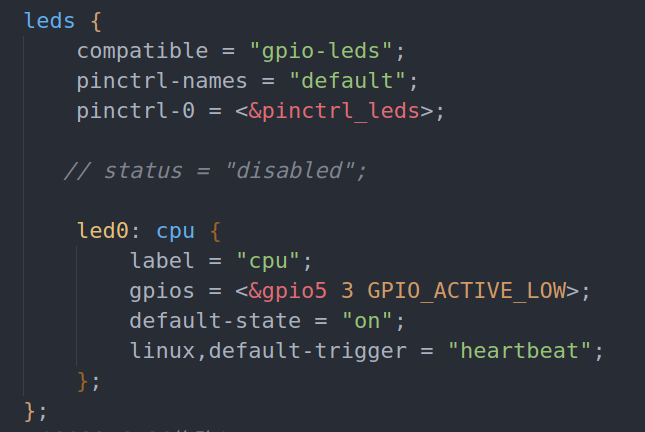 leds {
compatible = "gpio-leds";
pinctrl-names = "default";
pinctrl-0 = <&pinctrl_leds>;
// status = "disabled";
led0: cpu {
label = "cpu";
gpios = <&gpio5 3 GPIO_ACTIVE_LOW>;
default-state = "on";
linux,default-trigger = "heartbeat";
};
};